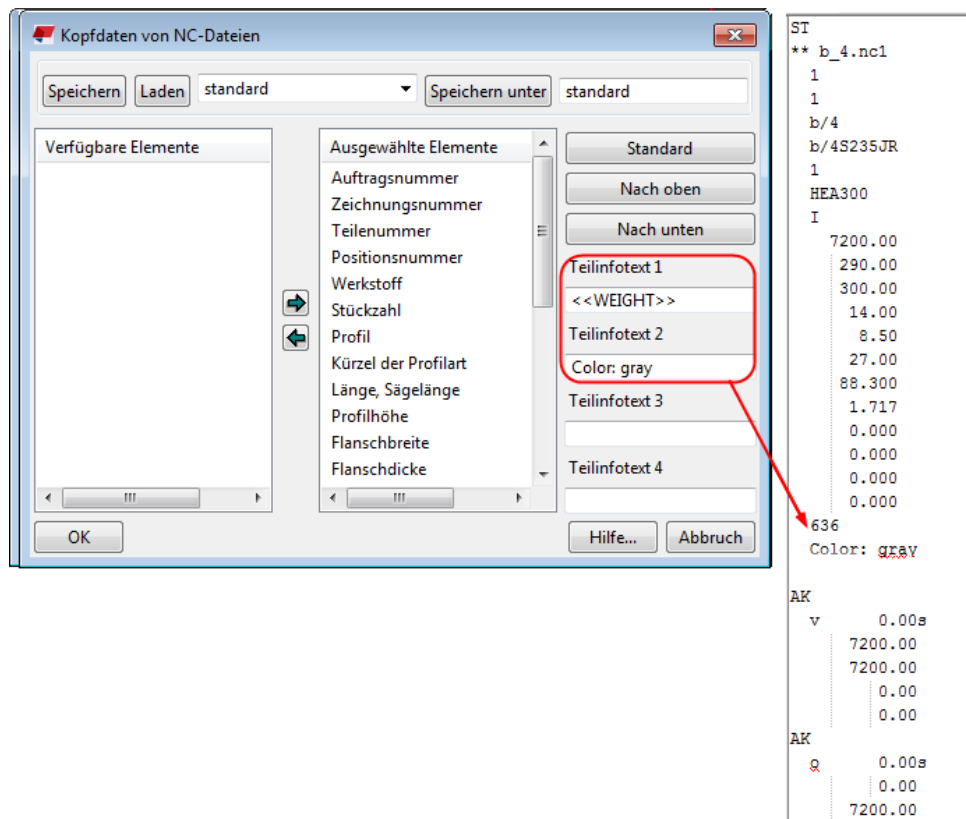 Kopfdaten von NC-Dateien
Speichern
Laden
standard
Speichern unter
standard
Verfügbare Elemente
Ausgewählte Elemente
Auftragsnummer
Zeichnungsnummer
Teilenummer
Positionsnummer
Werkstoff
Stückzahl
Profil
Kürzel der Profilart
Länge, Sägelänge
Profilhöhe
Flanschbreite
Flanschdicke
Standard
Nach oben
Nach unten
Teilinfotext 1
<<WEIGHT>>
Teilinfotext 2
Color: gray
Teilinfotext 3
Teilinfotext 4
OK
Hilfe...
Abbruch
ST
** b_4.nc1
1
1
b/4
b/4S235JR
1
HEA300
I
7200.00
290.00
300.00
14.00
8.50
27.00
88.300
1.717
0.000
0.000
0.000
0.000
636
Color: gray
AK
v 0.00s
7200.00
7200.00
0.00
0.00
AK
o 0.00s
0.00
7200.00